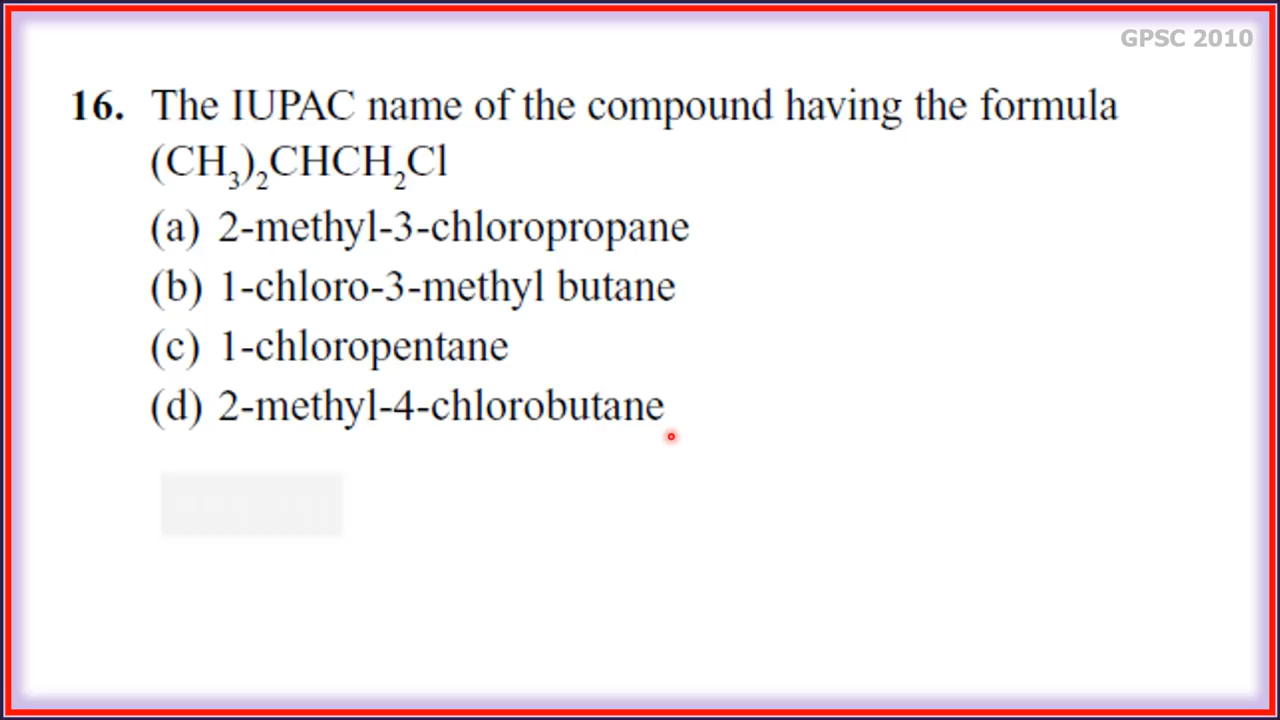 GPSC 2010
16. The IUPAC name of the compound having the formula
(CH₃)₂CHCH₂Cl
(a) 2-methyl-3-chloropropane
(b) 1-chloro-3-methyl butane
(c) 1-chloropentane
(d) 2-methyl-4-chlorobutane